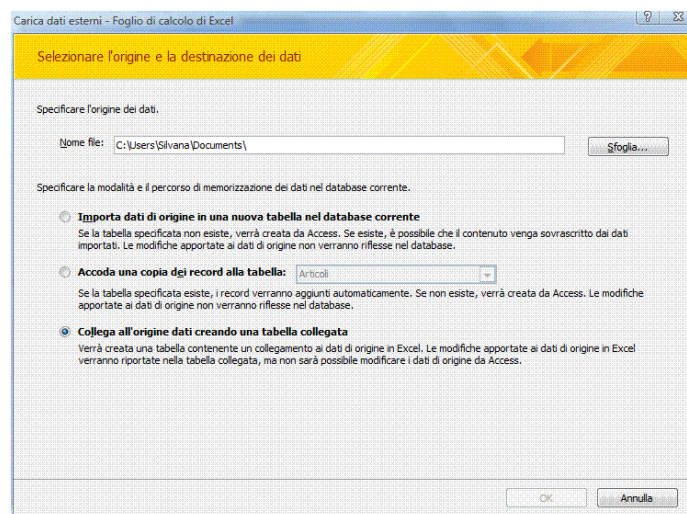 Carica dati esterni - Foglio di calcolo di Excel
Selezionare l'origine e la destinazione dei dati
Specificare l'origine dei dati.
Nome file: C:\Users\Silvana\Documents\ Sfoglia...
Specificare la modalità e il percorso di memorizzazione dei dati nel database corrente.
Importa dati di origine in una nuova tabella nel database corrente
Se la tabella specificata non esiste, verrà creata da Access. Se esiste, è possibile che il contenuto venga sovrascritto dai dati
importati. Le modifiche apportate ai dati di origine non verranno riflesse nel database.
Accoda una copia dei record alla tabella: Articoli
Se la tabella specificata esiste, i record verranno aggiunti automaticamente. Se non esiste, verrà creata da Access. Le modifiche
apportate ai dati di origine non verranno riflesse nel database.
Collega all'origine dati creando una tabella collegata
Verrà creata una tabella contenente un collegamento ai dati di origine in Excel. Le modifiche apportate ai dati di origine in Excel
verranno riportate nella tabella collegata, ma non sarà possibile modificare i dati di origine da Access.
OK Annulla